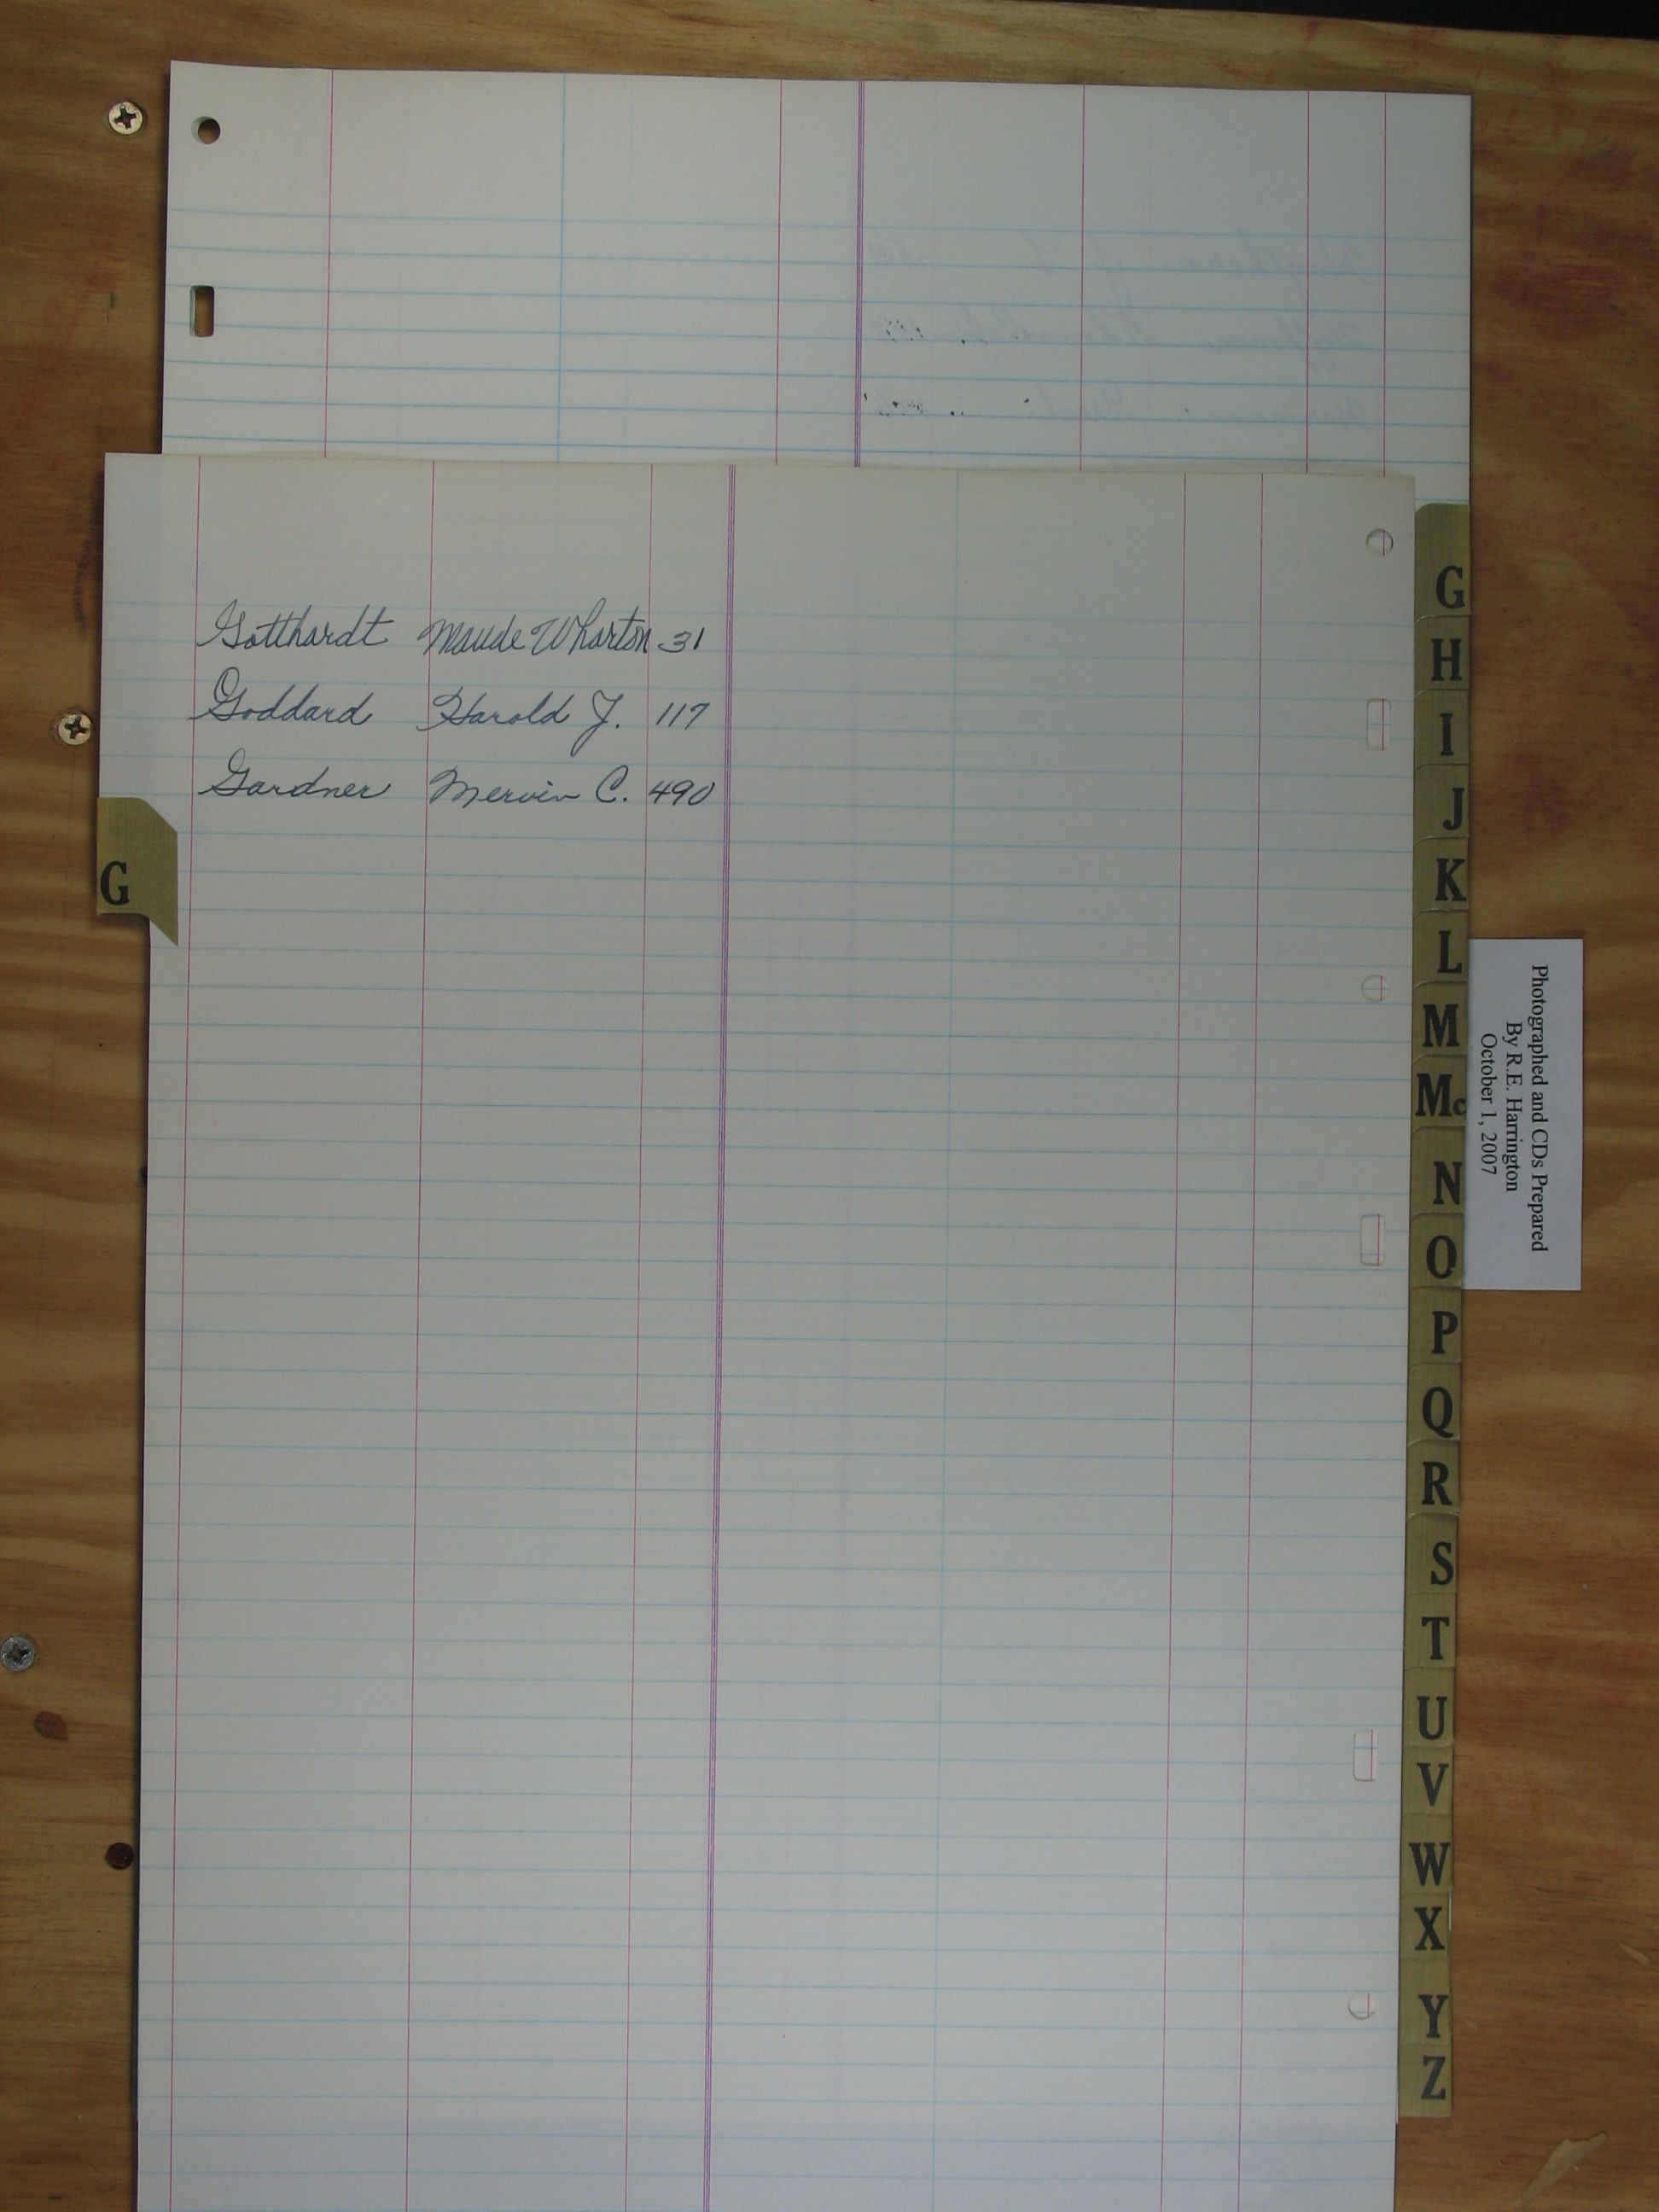 Gotthardt Maude Wharton 31
Goddard Harold J. 117
Gardner Mervin C. 490
G
G
H
I
J
K
L
M
Mc
N
O
P
Q
R
S
T
U
V
W
X
Y
Z
Photographed and CDs Prepared
By R.E. Harrington
October 1, 2007